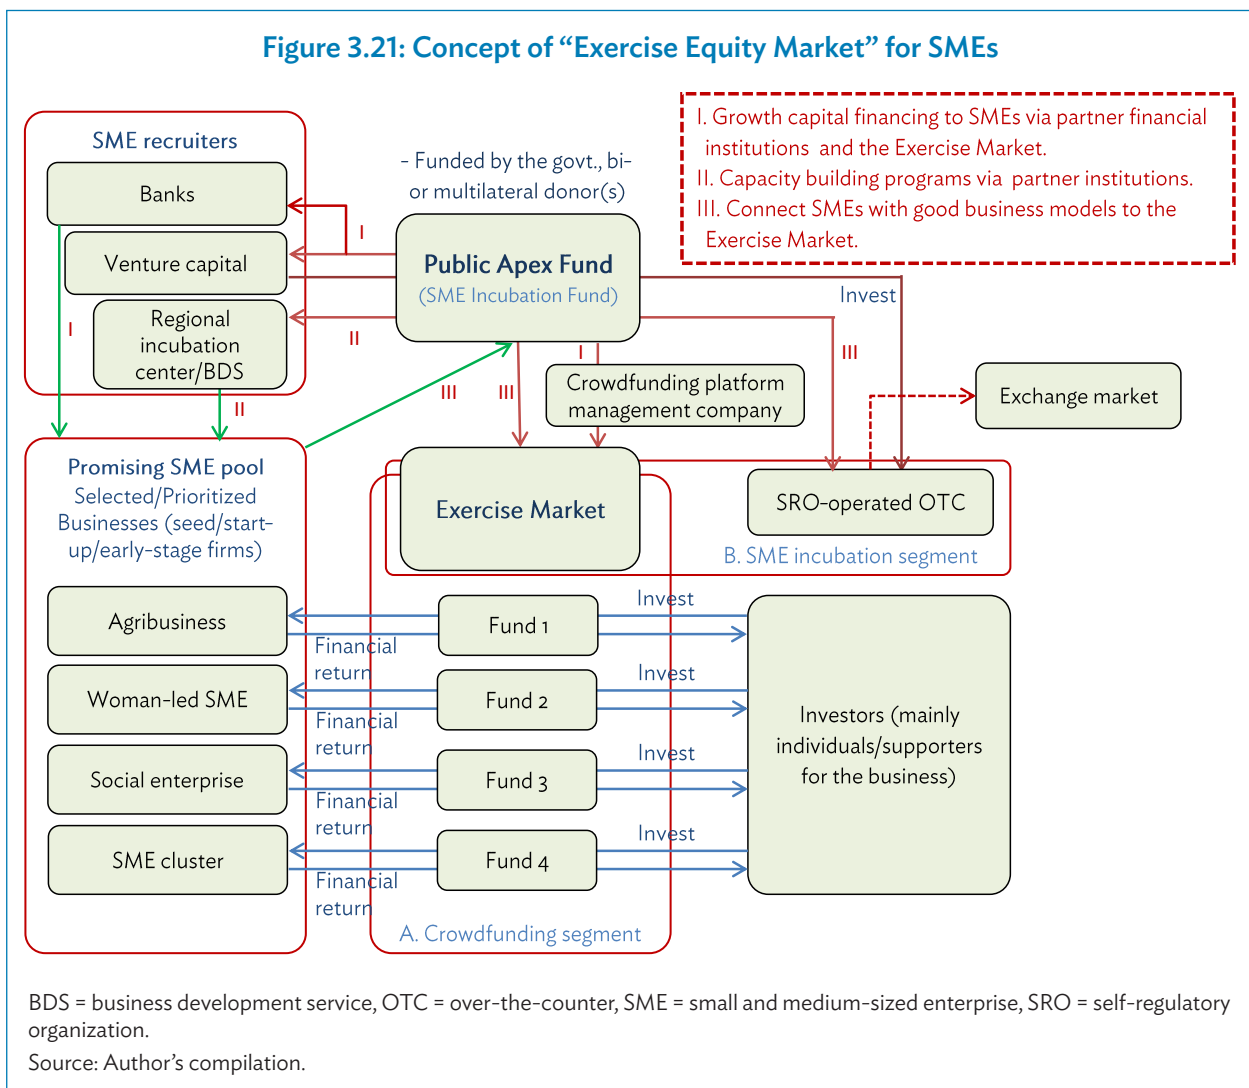 Figure 3.21: Concept of “Exercise Equity Market” for SMEs
I. Growth capital financing to SMEs via partner financial
institutions and the Exercise Market.
II. Capacity building programs via partner institutions.
III. Connect SMEs with good business models to the
Exercise Market.
SME recruiters
Banks
Venture capital
Regional
incubation
center/BDS
– Funded by the govt., bi–
or multilateral donor(s)
Public Apex Fund
(SME Incubation Fund)
I
II
I
II
III
III
I
III
Invest
Crowdfunding platform
management company
Exchange market
Promising SME pool
Selected/Prioritized
Businesses (seed/start–
up/early–stage firms)
Exercise Market
SRO–operated OTC
B. SME incubation segment
Agribusiness
Financial
return
Fund 1
Invest
Woman–led SME
Financial
return
Fund 2
Invest
Social enterprise
Financial
return
Fund 3
Invest
SME cluster
Financial
return
Fund 4
Invest
Investors (mainly
individuals/supporters
for the business)
A. Crowdfunding segment
BDS = business development service, OTC = over–the–counter, SME = small and medium–sized enterprise, SRO = self–regulatory
organization.
Source: Author’s compilation.